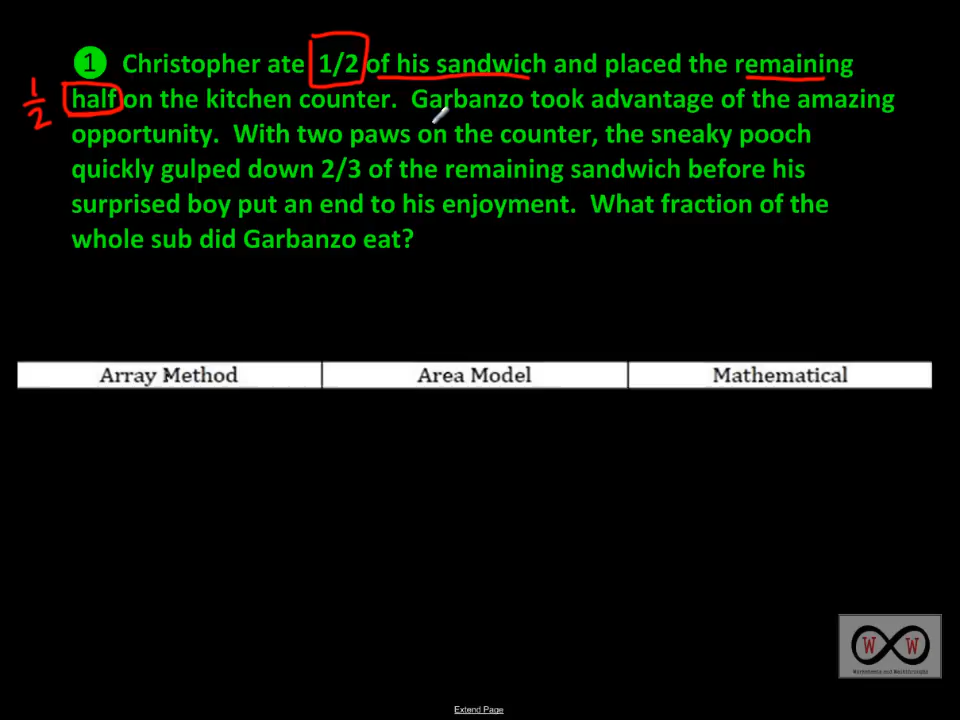 1 Christopher ate 1/2 of his sandwich and placed the remaining
half on the kitchen counter. Garbanzo took advantage of the amazing
1/2
opportunity. With two paws on the counter, the sneaky pooch
quickly gulped down 2/3 of the remaining sandwich before his
surprised boy put an end to his enjoyment. What fraction of the
whole sub did Garbanzo eat?
Array Method Area Model Mathematical
W W
Extend Page